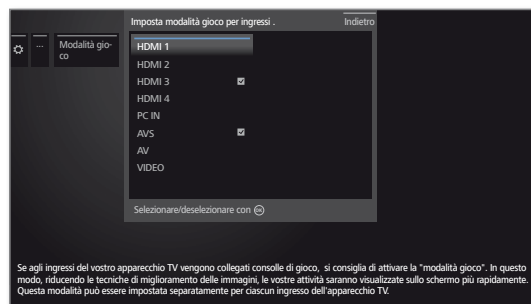 Imposta modalità gioco per ingressi .
Indietro
...
Modalità gio-
co
HDMI 1
HDMI 2
HDMI 3
HDMI 4
PC IN
AVS
AV
VIDEO
Selezionare/deselezionare con OK
Se agli ingressi del vostro apparecchio TV vengono collegati consolle di gioco, si consiglia di attivare la "modalità gioco". In questo
modo, riducendo le tecniche di miglioramento delle immagini, le vostre attività saranno visualizzate sullo schermo più rapidamente
Questa modalità può essere impostata separatamente per ciascun ingresso dell'apparecchio TV.